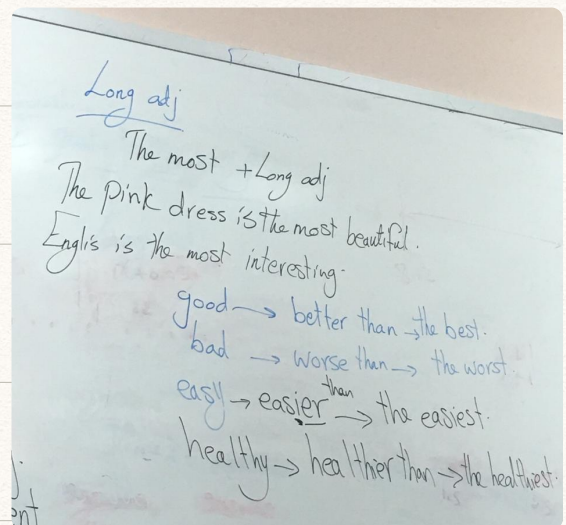 Long adj
The most + Long adj
The pink dress is the most beautiful.
Englis is the most interesting.
good → better than → the best.
bad → worse than → the worst.
easy → easier than → the easiest.
healthy → healthier than → the healthiest.
ent